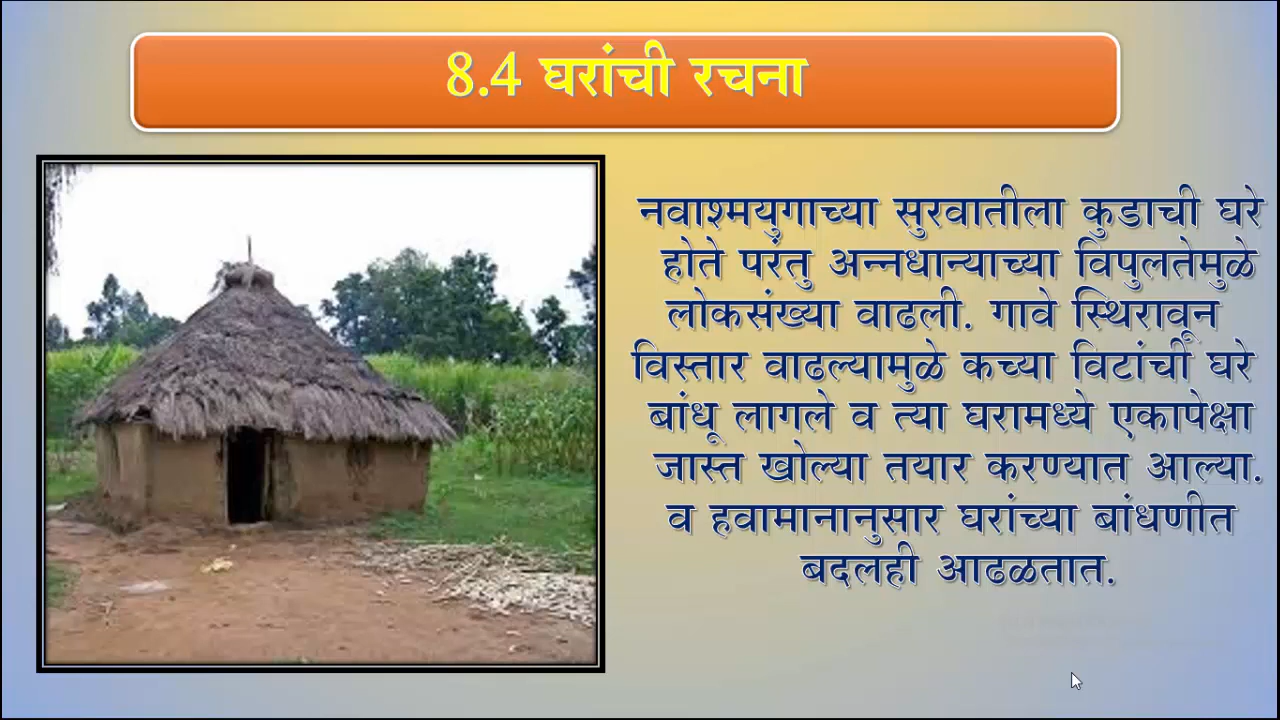 8.4 घरांची रचना
नवाश्मयुगाच्या सुरवातीला कुडाची घरे
होते परंतु अन्नधान्याच्या विपुलतेमुळे
लोकसंख्या वाढली. गावे स्थिरावून
विस्तार वाढल्यामुळे कच्या विटांची घरे
बांधू लागले व त्या घरामध्ये एकापेक्षा
जास्त खोल्या तयार करण्यात आल्या.
व हवामानानुसार घरांच्या बांधणीत
बदलही आढळतात.